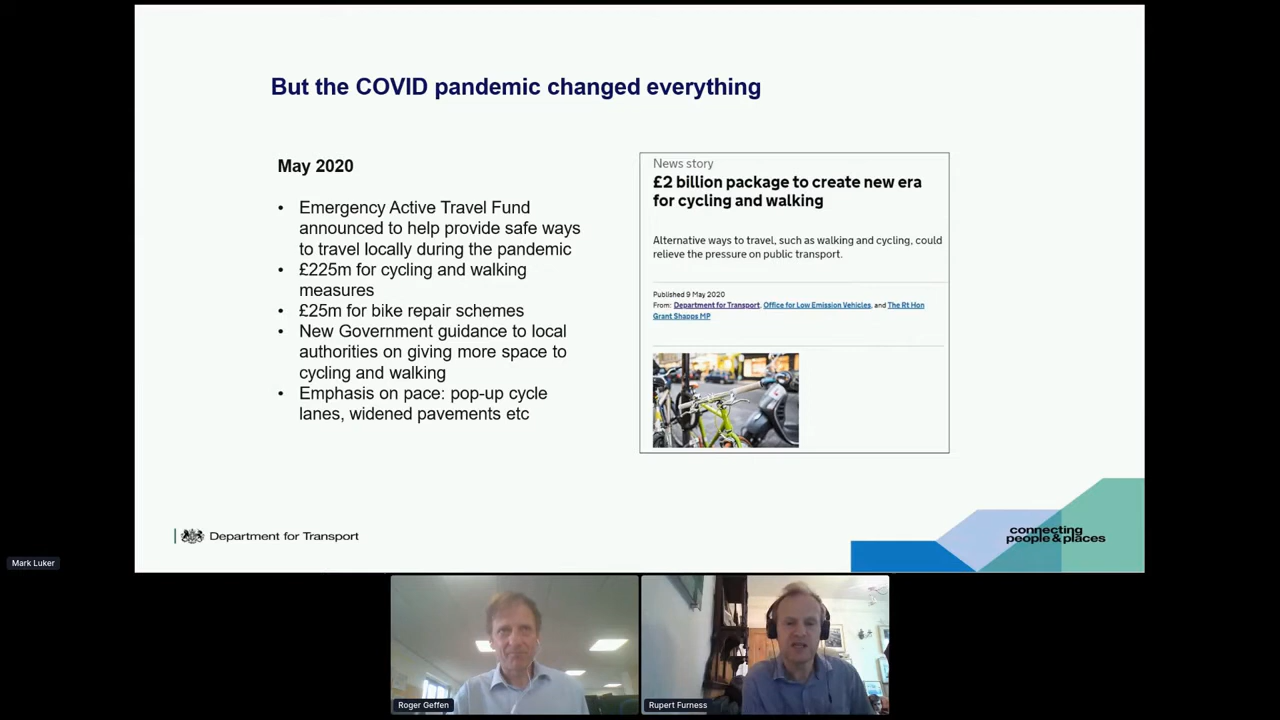 But the COVID pandemic changed everything
May 2020
• Emergency Active Travel Fund
announced to help provide safe ways
to travel locally during the pandemic
• £225m for cycling and walking
measures
• £25m for bike repair schemes
• New Government guidance to local
authorities on giving more space to
cycling and walking
• Emphasis on pace: pop-up cycle
lanes, widened pavements etc
News story
£2 billion package to create new era
for cycling and walking
Alternative ways to travel, such as walking and cycling, could
relieve the pressure on public transport.
Published 9 May 2020
From: Department for Transport, Office for Low Emission Vehicles, and The Rt Hon
Grant Shapps MP
Department for Transport
connecting
people & places
Mark Luker
Roger Geffen
Rupert Furness